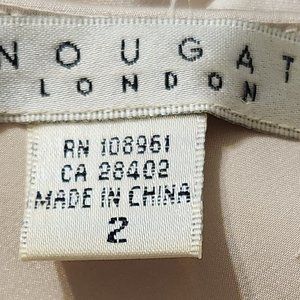 NOUGAT
LONDON
RN 108961
CA 28402
MADE IN CHINA
2